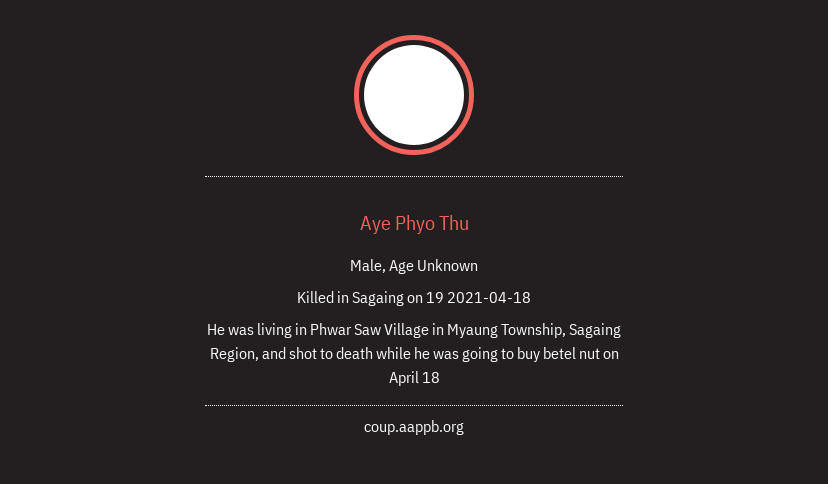 Aye Phyo Thu
Male, Age Unknown
Killed in Sagaing on 19 2021-04-18
He was living in Phwar Saw Village in Myaung Township, Sagaing
Region, and shot to death while he was going to buy betel nut on
April 18
coup.aappb.org